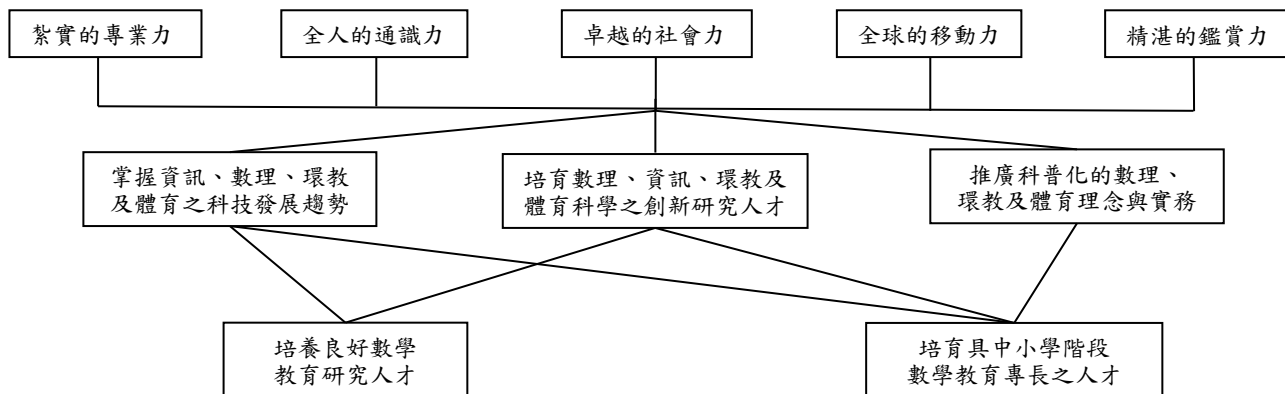 紮實的專業力
全人的通識力
卓越的社會力
全球的移動力
精湛的鑑賞力
掌握資訊、數理、環教
及體育之科技發展趨勢
培育數理、資訊、環教及
體育科學之創新研究人才
推廣科普化的數理、
環教及體育理念與實務
培養良好數學
教育研究人才
培育具中小學階段
數學教育專長之人才